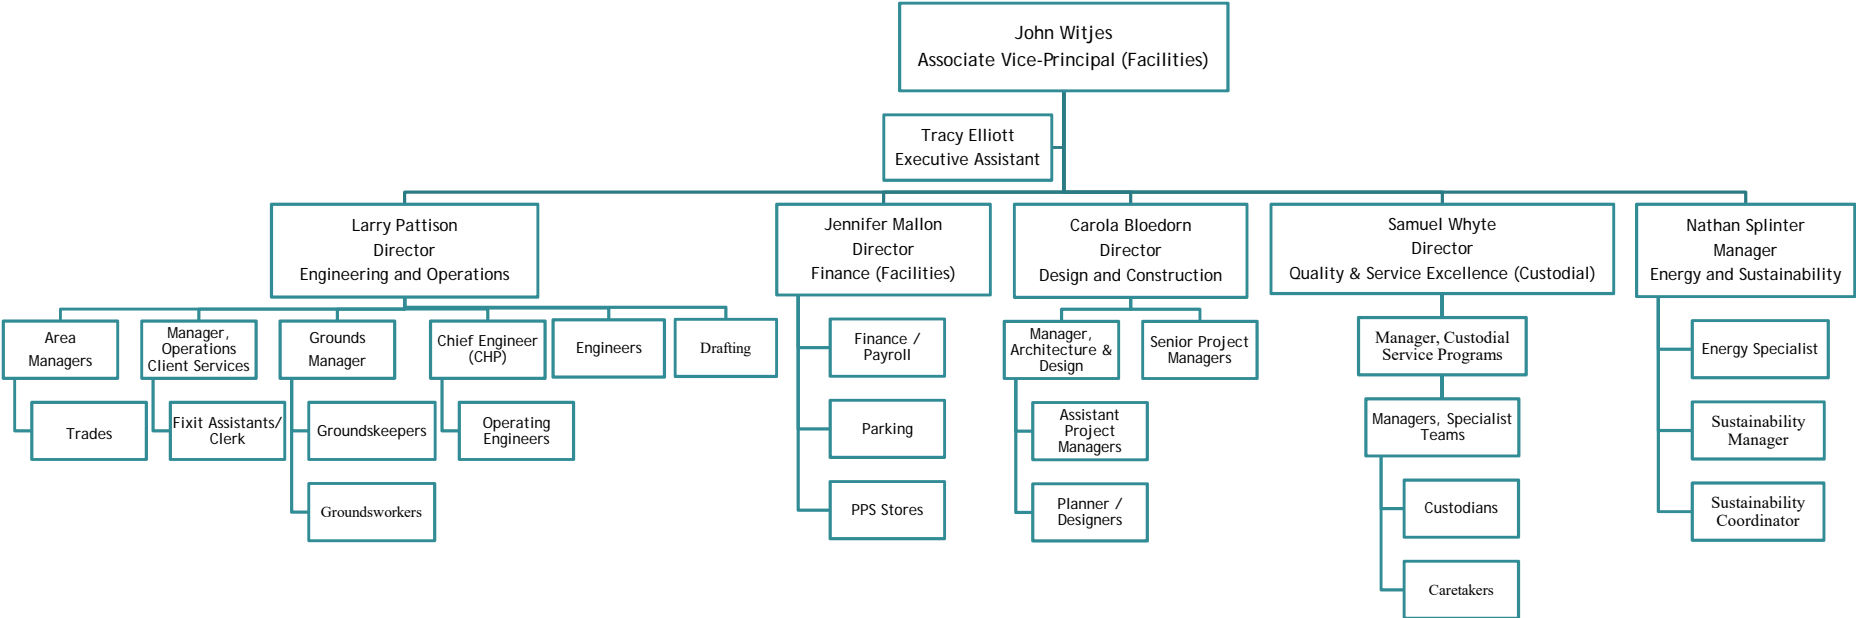 John Witjes
Associate Vice-Principal (Facilities)
Tracy Elliott
Executive Assistant
Larry Pattison
Director
Engineering and Operations
Jennifer Mallon
Director
Finance (Facilities)
Carola Bloedorn
Director
Design and Construction
Samuel Whyte
Director
Quality & Service Excellence (Custodial)
Nathan Splinter
Manager
Energy and Sustainability
Area
Managers
Manager,
Operations
Client Services
Grounds
Manager
Chief Engineer
(CHP)
Engineers
Drafting
Trades
Fixit Assistants/
Clerk
Groundskeepers
Groundsworkers
Operating
Engineers
Finance /
Payroll
Parking
PPS Stores
Manager,
Architecture &
Design
Senior Project
Managers
Assistant
Project
Managers
Planner /
Designers
Manager, Custodial
Service Programs
Managers, Specialist
Teams
Custodians
Caretakers
Energy Specialist
Sustainability
Manager
Sustainability
Coordinator